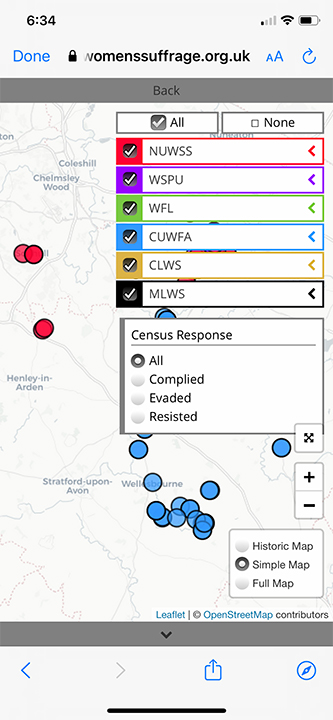 6:34
Done
womenssuffrage.org.uk
AA
Back
All
None
Nuneaton
Coleshill
Chelmsley
Wood
NUWSS
WSPU
WFL
CUWFA
CLWS
MLWS
Census Response
All
Complied
Evaded
Resisted
Henley-in-
Arden
Stratford-upon-
Avon
Wellesbourne
+
−
Historic Map
Simple Map
Full Map
Leaflet | © OpenStreetMap contributors